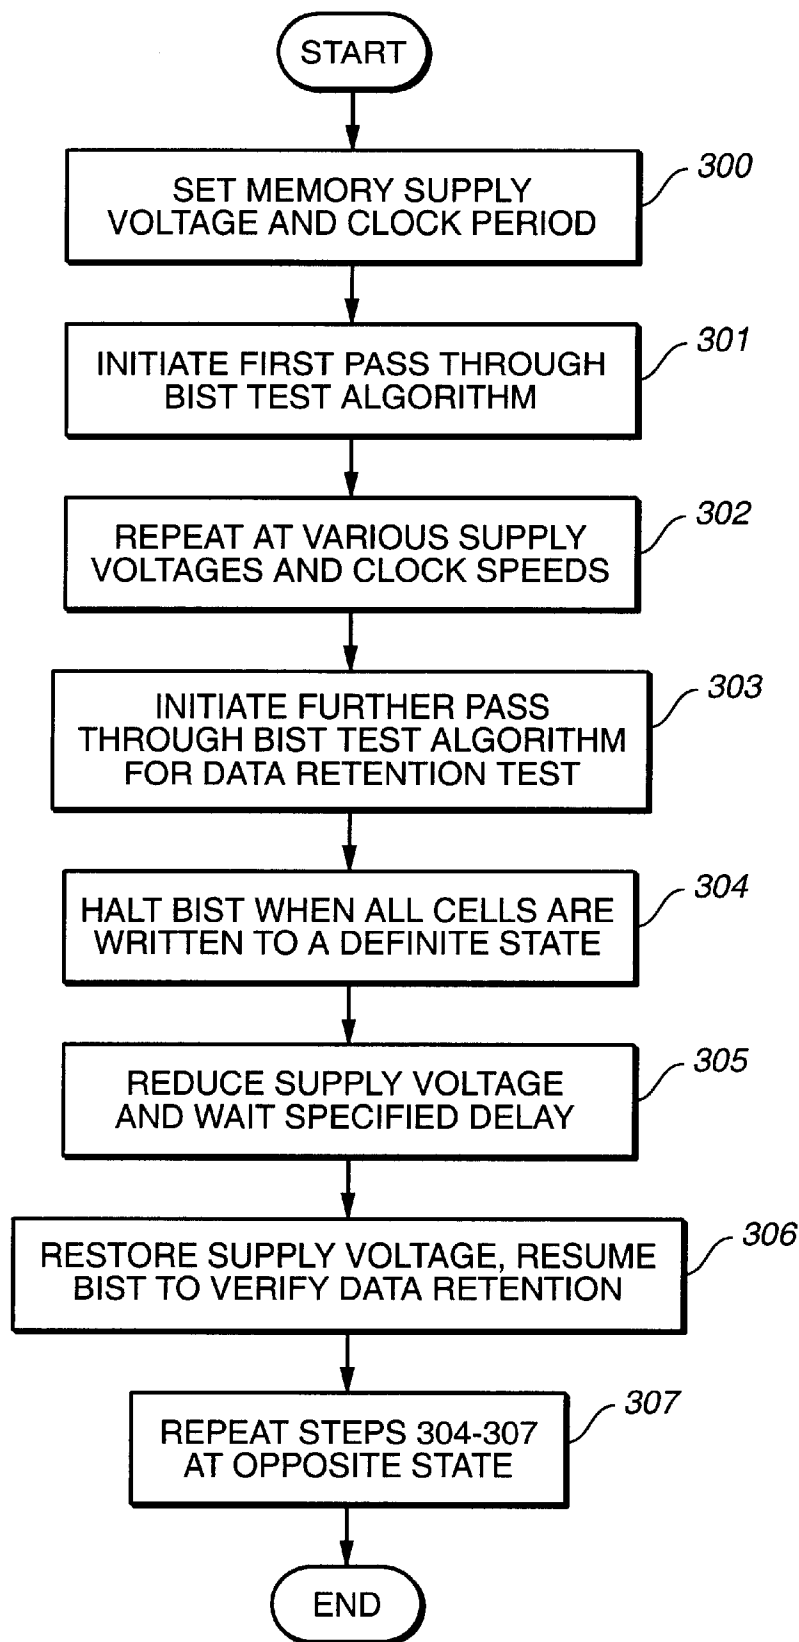 START
300
SET MEMORY SUPPLY
VOLTAGE AND CLOCK PERIOD
301
INITIATE FIRST PASS THROUGH
BIST TEST ALGORITHM
302
REPEAT AT VARIOUS SUPPLY
VOLTAGES AND CLOCK SPEEDS
303
INITIATE FURTHER PASS
THROUGH BIST TEST ALGORITHM
FOR DATA RETENTION TEST
304
HALT BIST WHEN ALL CELLS ARE
WRITTEN TO A DEFINITE STATE
305
REDUCE SUPPLY VOLTAGE
AND WAIT SPECIFIED DELAY
306
RESTORE SUPPLY VOLTAGE, RESUME
BIST TO VERIFY DATA RETENTION
307
REPEAT STEPS 304-307
AT OPPOSITE STATE
END